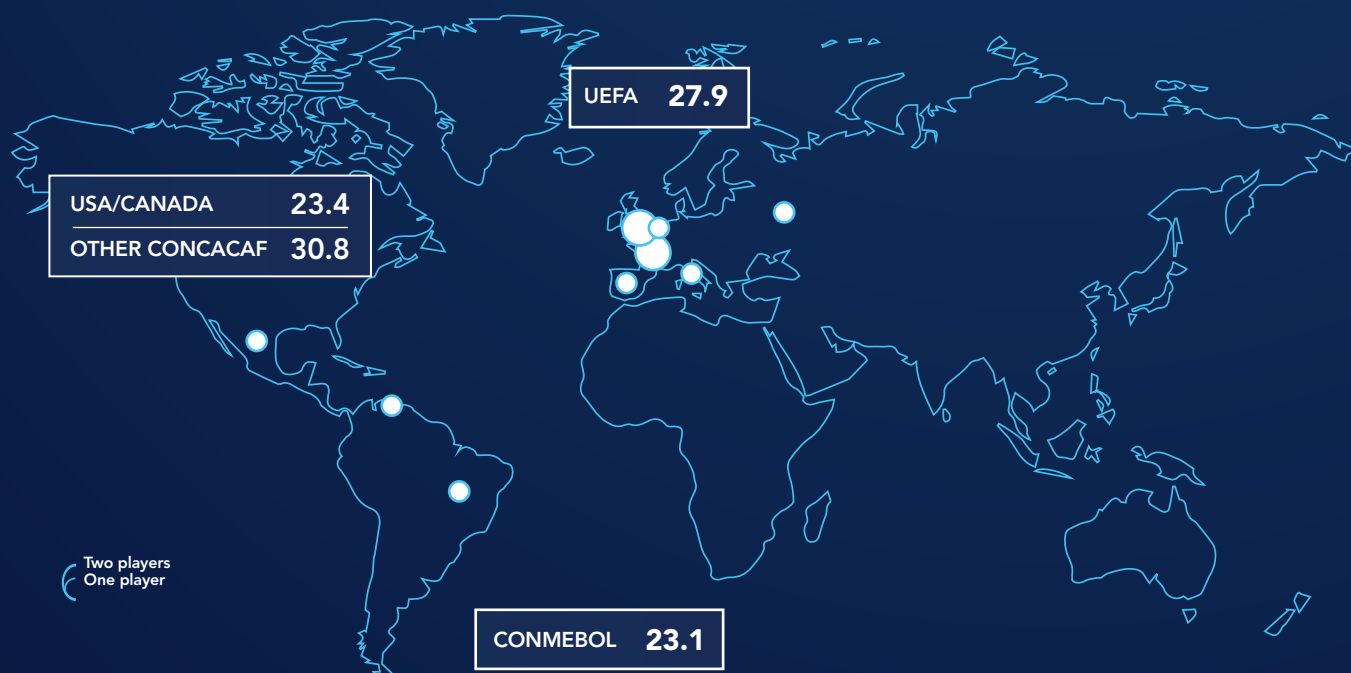 UEFA 27.9
USA/CANADA 23.4
OTHER CONCACAF 30.8
Two players
One player
CONMEBOL 23.1